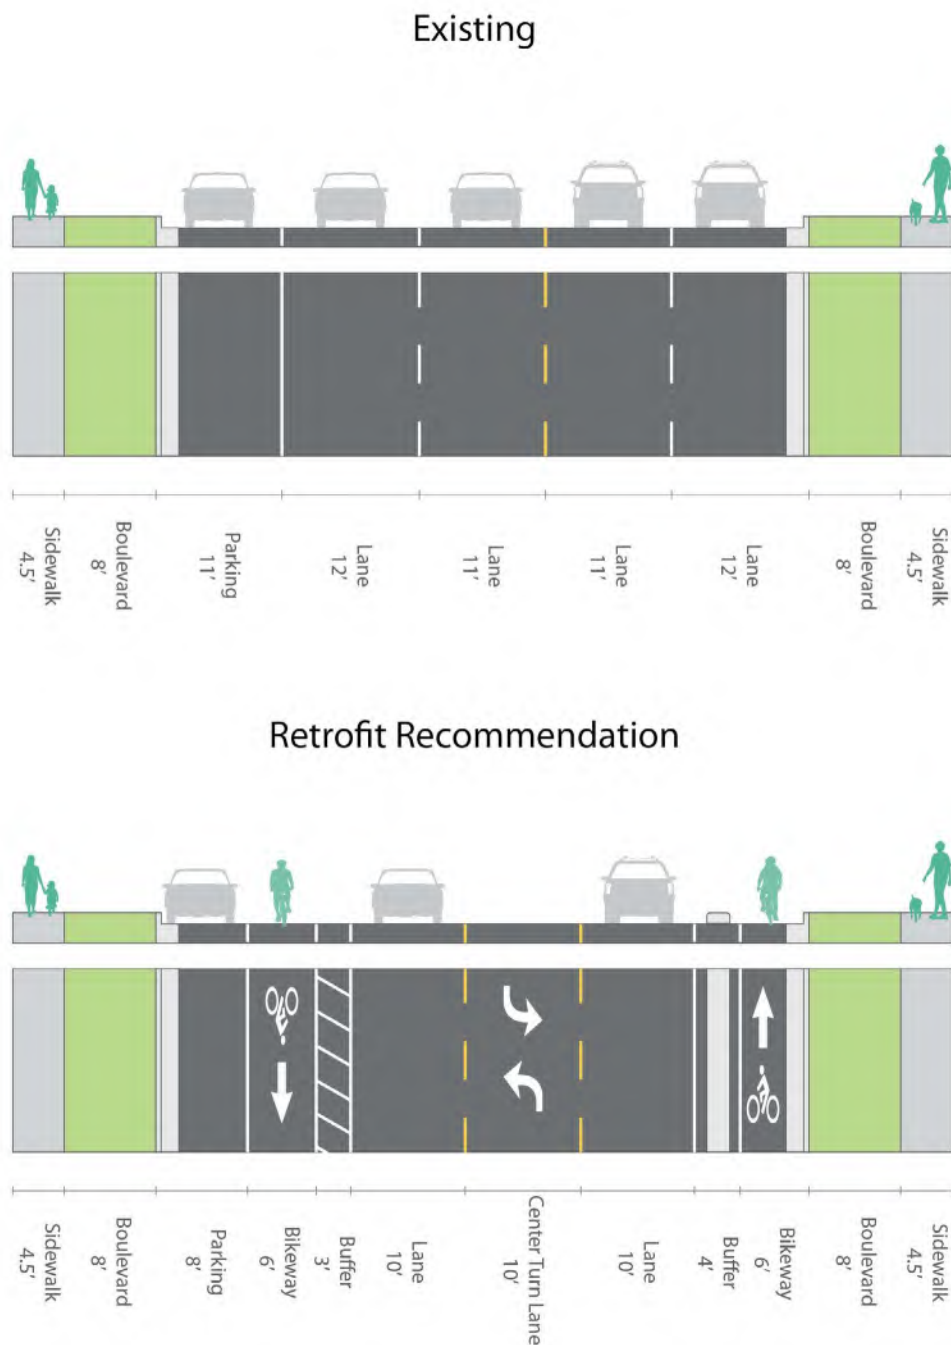 Existing
Sidewalk
4.5’
Boulevard
8’
Parking
11’
Lane
12’
Lane
11’
Lane
11’
Lane
12’
Boulevard
8’
Sidewalk
4.5’
Retrofit Recommendation
Sidewalk
4.5’
Boulevard
8’
Parking
8’
Bikeway
6’
Buffer
3’
Lane
10’
Center Turn Lane
10’
Lane
10’
Buffer
4’
Bikeway
6’
Boulevard
8’
Sidewalk
4.5’